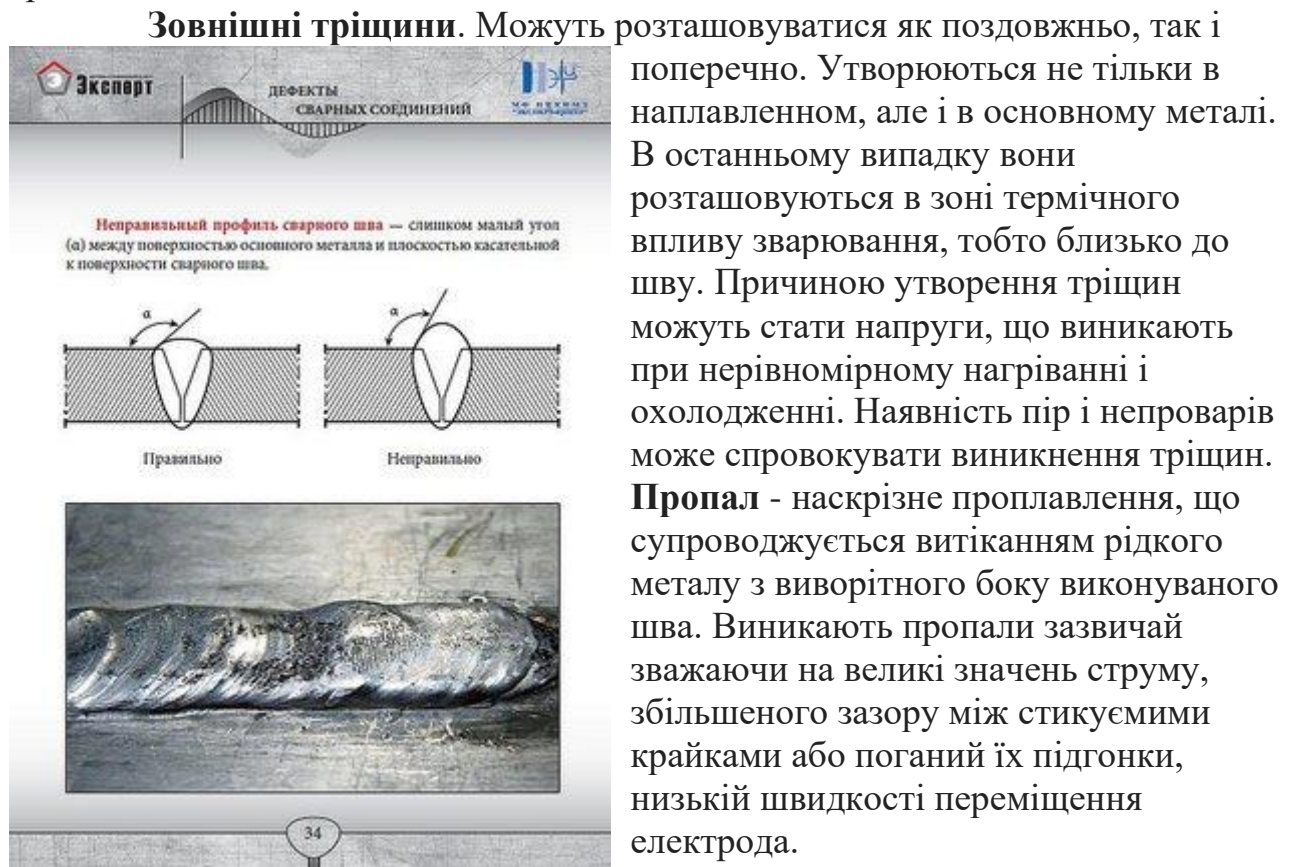 Зовнішні тріщини. Можуть розташовуватися як поздовжньо, так і
Эксперт
ДЕФЕКТЫ
СВАРНЫХ СОЕДИНЕНИЙ
Неправильный профиль сварного шва — слишком малый угол
(α) между поверхностью основного металла и плоскостью касательной
к поверхности сварного шва.
α
α
Правильно
Неправильно
34
поперечно. Утворюються не тільки в
наплавленном, але і в основному металі.
В останньому випадку вони
розташовуються в зоні термічного
впливу зварювання, тобто близько до
шву. Причиною утворення тріщин
можуть стати напруги, що виникають
при нерівномірному нагріванні і
охолодженні. Наявність пір і непроварів
може спровокувати виникнення тріщин.
Пропал - наскрізне проплавлення, що
супроводжується витіканням рідкого
металу з виворітного боку виконуваного
шва. Виникають пропали зазвичай
зважаючи на великі значень струму,
збільшеного зазору між стикуємими
крайками або поганий їх підгонки,
низькій швидкості переміщення
електрода.